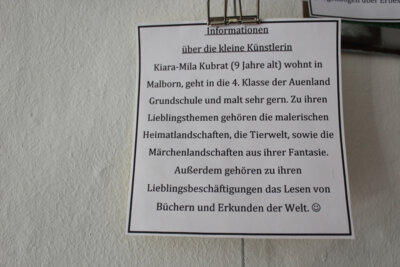 Informationen
über die kleine Künstlerin
Kiara-Mila Kubrat (9 Jahre alt) wohnt in
Malborn, geht in die 4. Klasse der Auenland
Grundschule und malt sehr gern. Zu ihren
Lieblingsthemen gehören die malerischen
Heimatlandschaften, die Tierwelt, sowie die
Märchenlandschaften aus ihrer Fantasie.
Außerdem gehören zu ihren
Lieblingsbeschäftigungen das Lesen von
Büchern und Erkunden der Welt. ☺